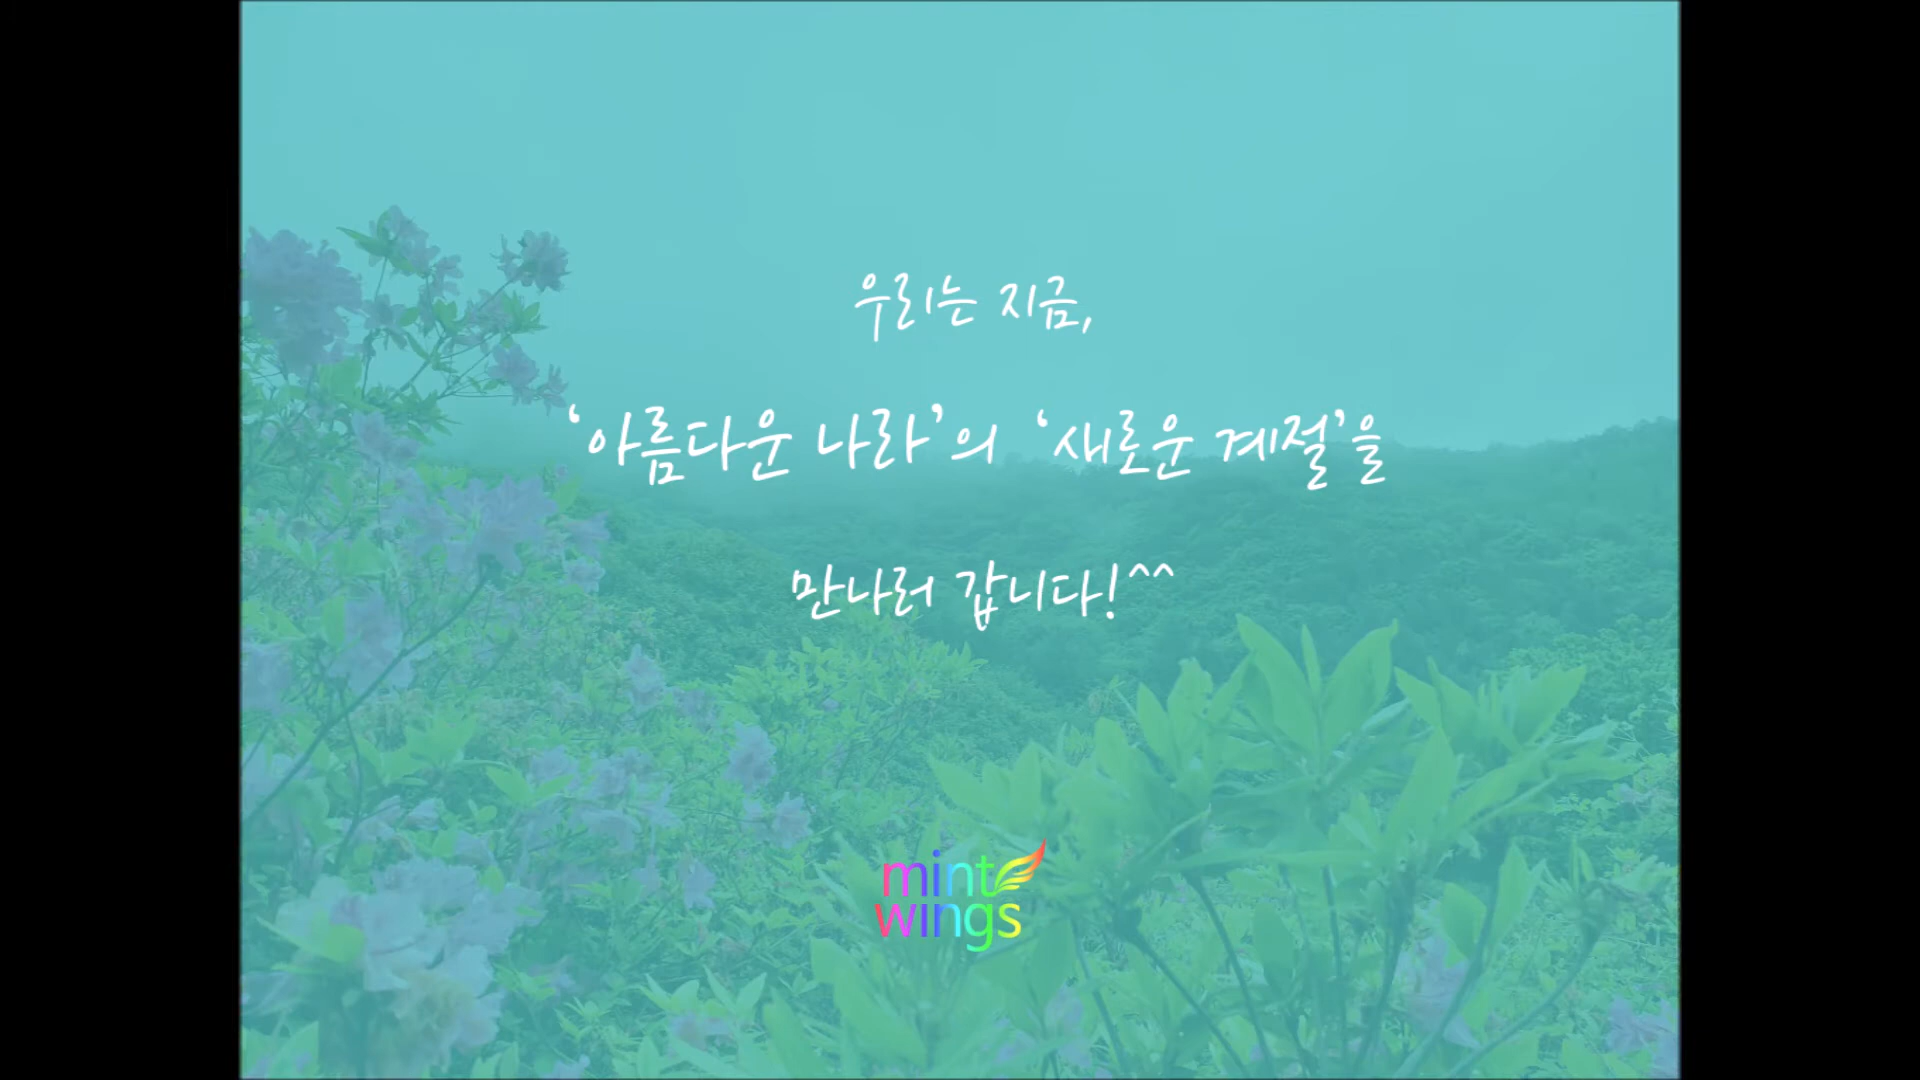 우리는 지금,
‘아름다운 나라’의 ‘새로운 계절’을
만나러 갑니다!^^
mint
wings